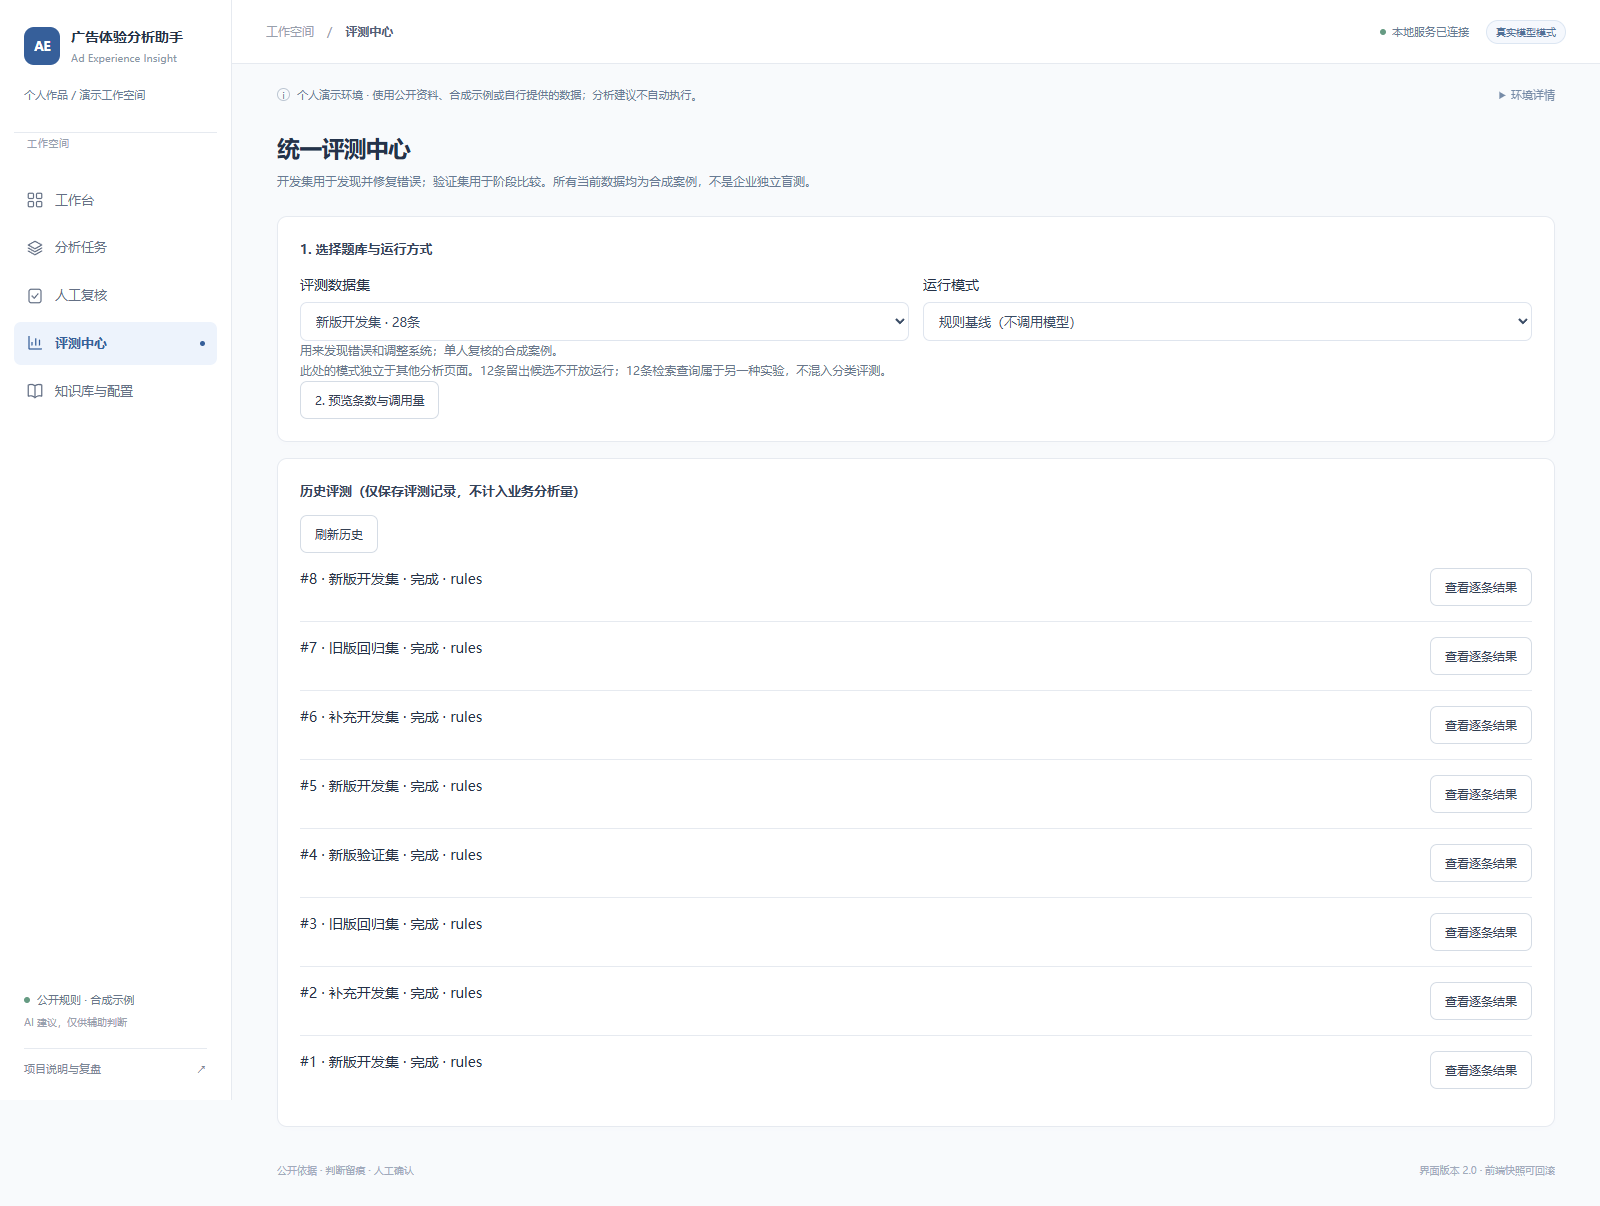 AE
广告体验分析助手
Ad Experience Insight
个人作品 / 演示工作空间
工作空间
工作台
分析任务
人工复核
评测中心
知识库与配置
公开规则 · 合成示例
AI 建议，仅供辅助判断
项目说明与复盘 ↗
工作空间 / 评测中心
本地服务已连接
真实模型模式
个人演示环境 · 使用公开资料、合成示例或自行提供的数据；分析建议不自动执行。
▶ 环境详情
统一评测中心
开发集用于发现并修复错误；验证集用于阶段比较。所有当前数据均为合成案例，不是企业独立盲测。
1. 选择题库与运行方式
评测数据集
新版开发集 · 28条
运行模式
规则基线（不调用模型）
用来发现错误和调整系统；单人复核的合成案例。
此处的模式独立于其他分析页面。12条留出候选不开放运行；12条检索查询属于另一种实验，不混入分类评测。
2. 预览条数与调用量
历史评测（仅保存评测记录，不计入业务分析量）
刷新历史
#8 · 新版开发集 · 完成 · rules
查看逐条结果
#7 · 旧版回归集 · 完成 · rules
查看逐条结果
#6 · 补充开发集 · 完成 · rules
查看逐条结果
#5 · 新版开发集 · 完成 · rules
查看逐条结果
#4 · 新版验证集 · 完成 · rules
查看逐条结果
#3 · 旧版回归集 · 完成 · rules
查看逐条结果
#2 · 补充开发集 · 完成 · rules
查看逐条结果
#1 · 新版开发集 · 完成 · rules
查看逐条结果
公开依据 · 判断留痕 · 人工确认
界面版本 2.0 · 前端快照可回滚